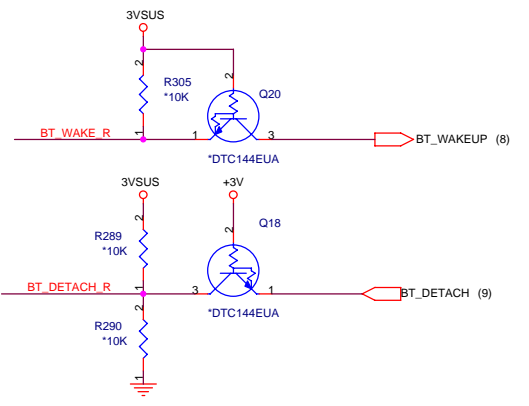 3VSUS
2
R305
*10K
2
Q20
BT_WAKE_R
1
1
3
BT_WAKEUP (8)
*DTC144EUA
3VSUS
+3V
2
R289
*10K
2
Q18
BT_DETACH_R
1
3
1
BT_DETACH (9)
2
*DTC144EUA
R290
*10K
1